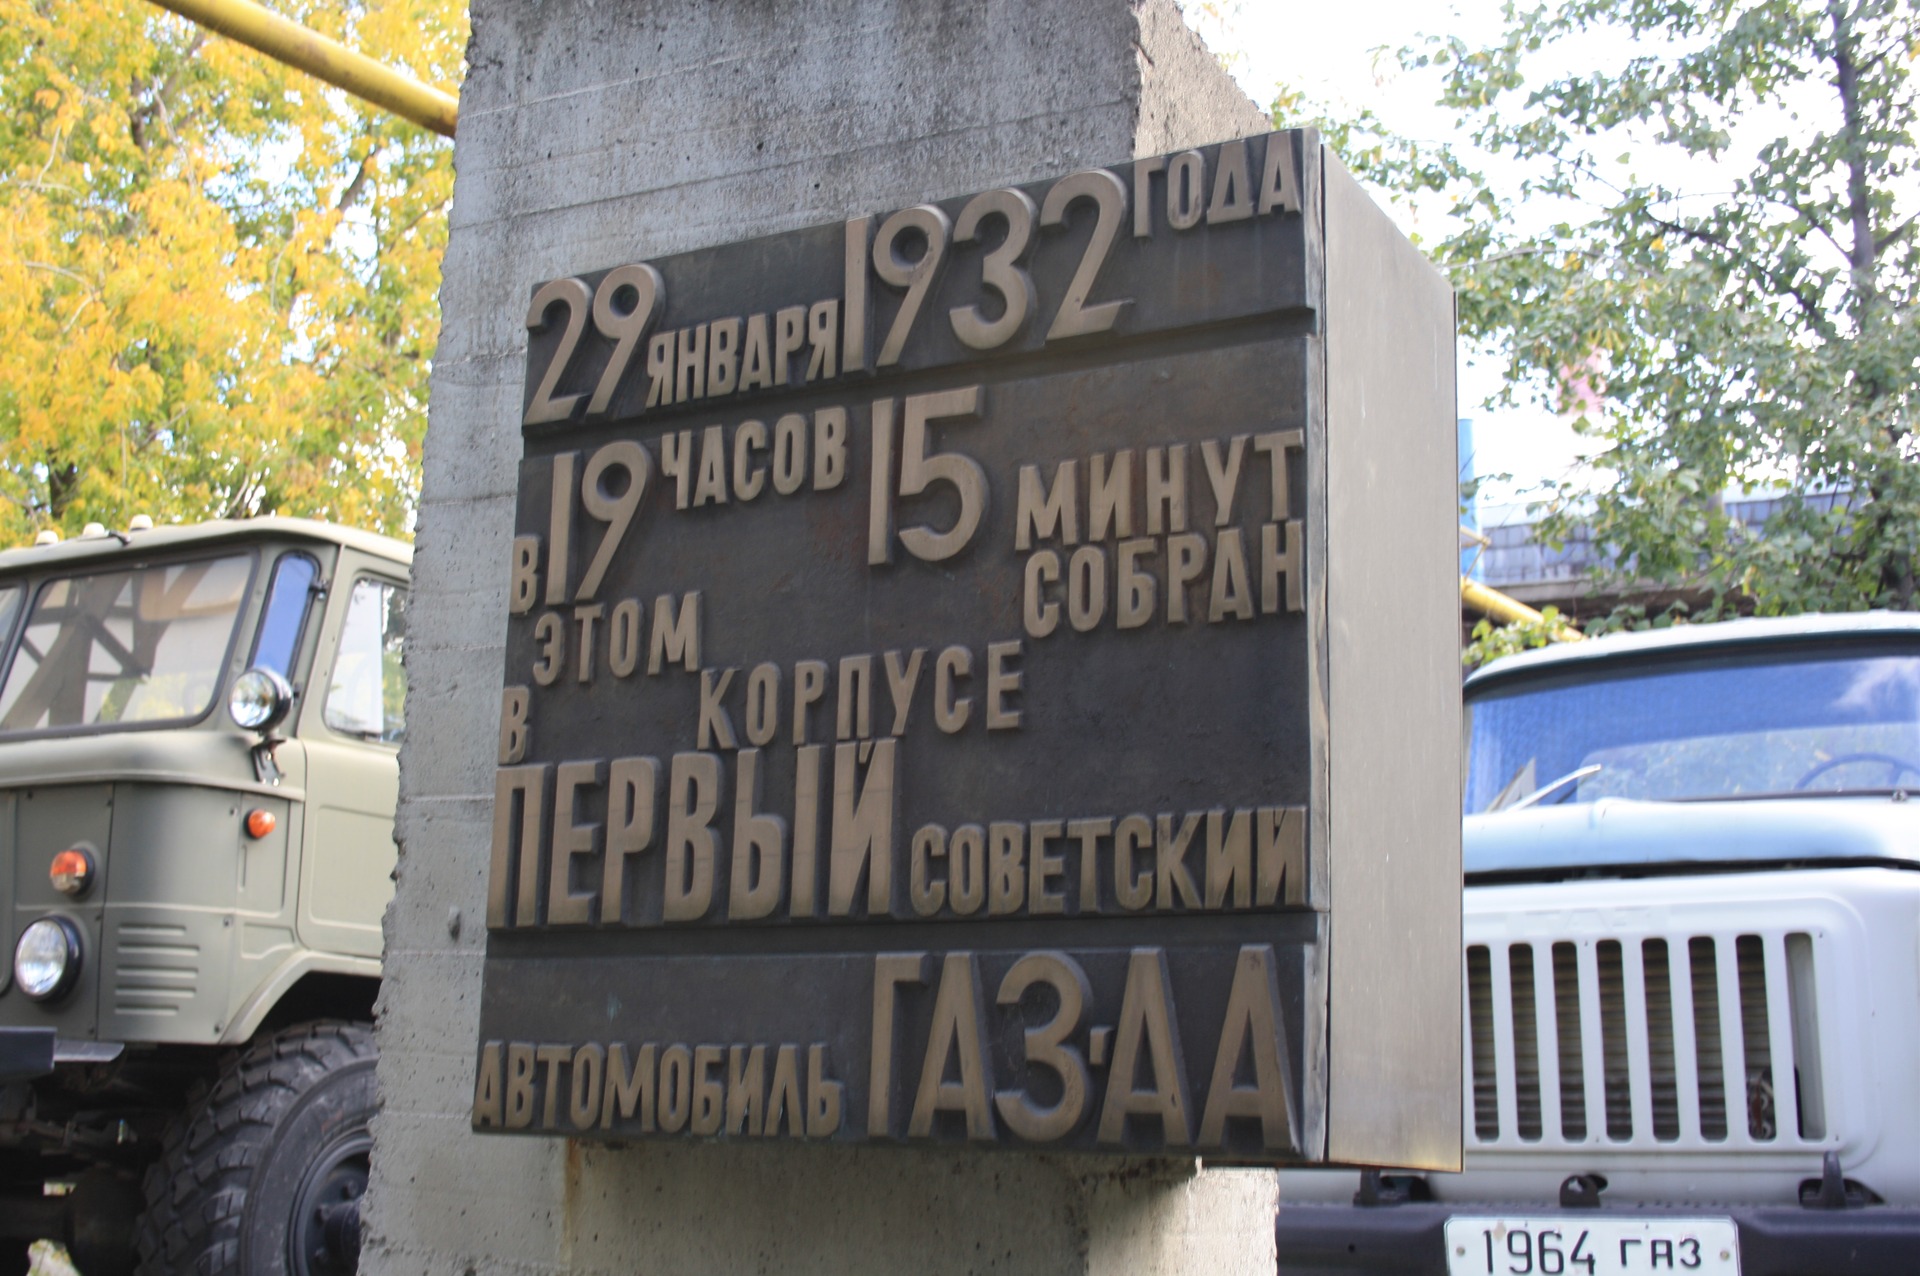 29 ЯНВАРЯ 1932 ГОДА
В 19 ЧАСОВ 15 МИНУТ
СОБРАН
В ЭТОМ КОРПУСЕ
ПЕРВЫЙ СОВЕТСКИЙ
АВТОМОБИЛЬ ГАЗ-АА
1964 ГАЗ